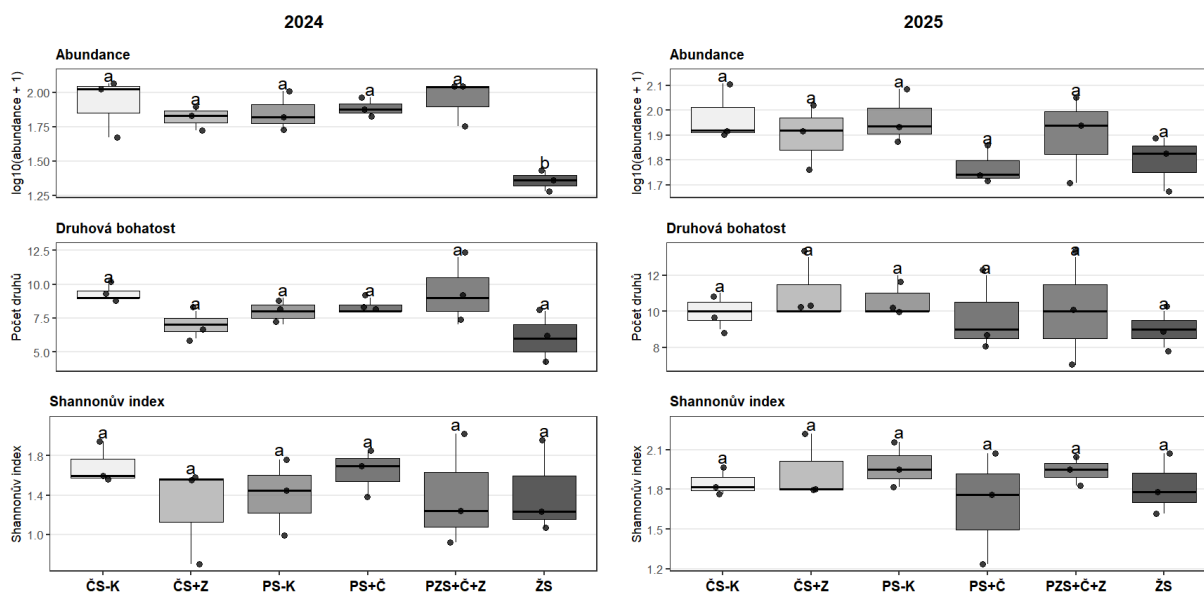 2024
2025
Abundance
Abundance
log10(abundance + 1)
2.00
1.75
1.50
1.25
a
a
a
a
a
b
log10(abundance + 1)
2.1
2.0
1.9
1.8
1.7
a
a
a
a
a
a
Druhová bohatost
Druhová bohatost
Počet druhů
12.5
10.0
7.5
5.0
a
a
a
a
a
a
Počet druhů
12
10
8
a
a
a
a
a
a
Shannonův index
Shannonův index
Shannonův index
1.8
1.4
1.0
a
a
a
a
a
a
Shannonův index
2.1
1.8
1.5
1.2
a
a
a
a
a
a
ČS-K ČS+Z PS-K PS+Č PZS+Č+Z ŽS
ČS-K ČS+Z PS-K PS+Č PZS+Č+Z ŽS